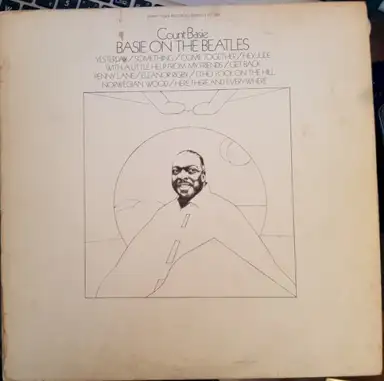 Count Basie
BASIE ON THE BEATLES
YESTERDAY/SOMETHING/COME TOGETHER/HEY JUDE
WITH A LITTLE HELP FROM MY FRIENDS/GET BACK
PENNY LANE/ELEANOR RIGBY/THE FOOL ON THE HILL
NORWEGIAN WOOD/HERE, THERE AND EVERYWHERE